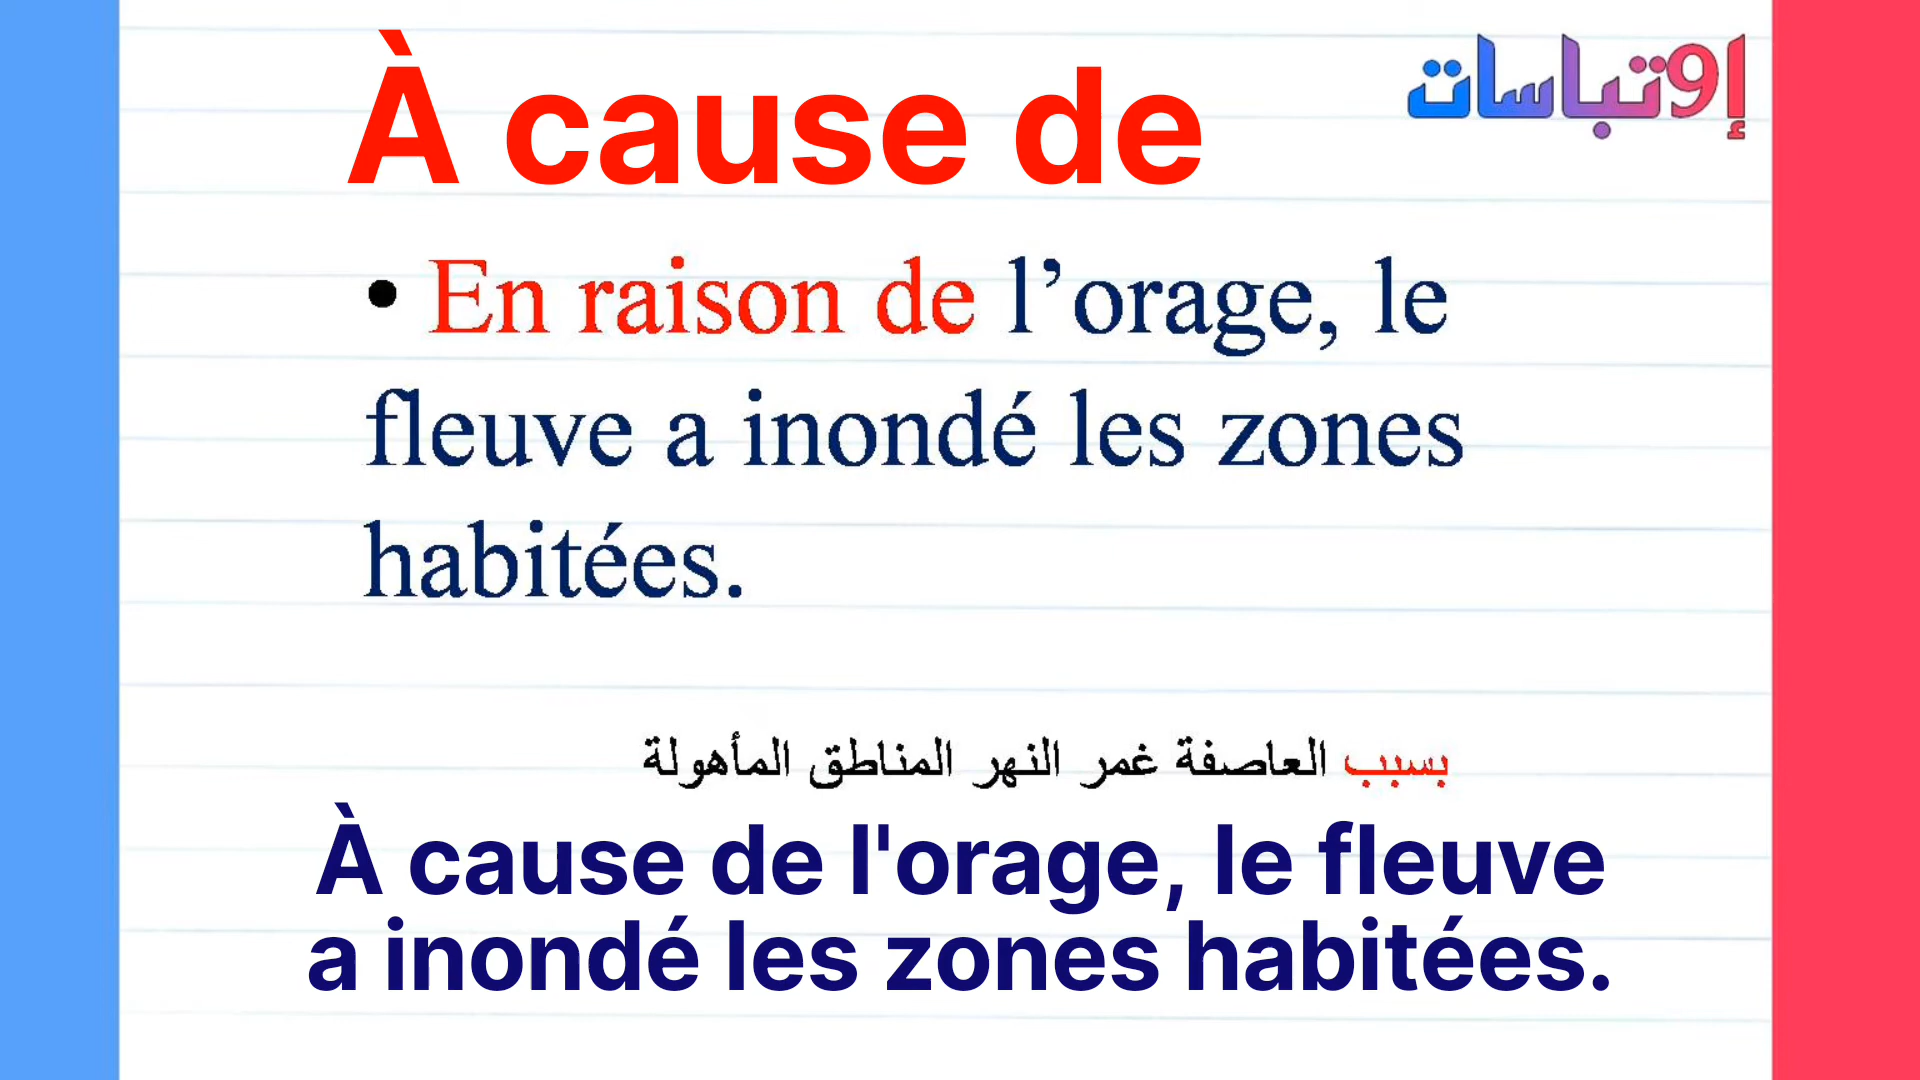 À cause de
إقتباسات
• En raison de l’orage, le
fleuve a inondé les zones
habitées.
بسبب العاصفة غمر النهر المناطق المأهولة
À cause de l'orage, le fleuve
a inondé les zones habitées.